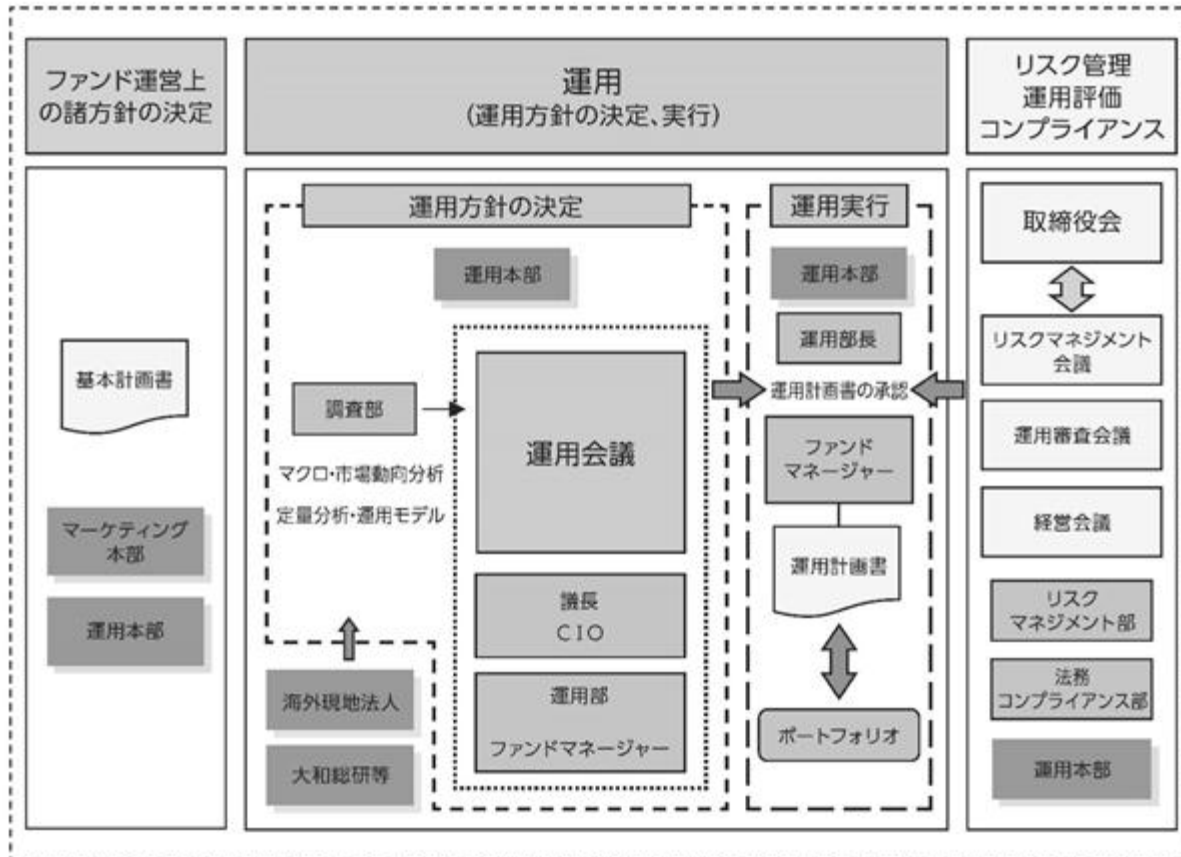 ファンド運営上
の諸方針の決定
運用
(運用方針の決定、実行)
リスク管理
運用評価
コンプライアンス
基本計画書
マーケティング
本部
運用本部
運用方針の決定
運用本部
調査部
マクロ・市場動向分析
定量分析・運用モデル
運用会議
議長
CIO
運用部
ファンドマネージャー
海外現地法人
大和総研等
運用実行
運用本部
運用部長
運用計画書の承認
ファンド
マネージャー
運用計画書
ポートフォリオ
取締役会
リスクマネジメント
会議
運用審査会議
経営会議
リスク
マネジメント部
法務
コンプライアンス部
運用本部